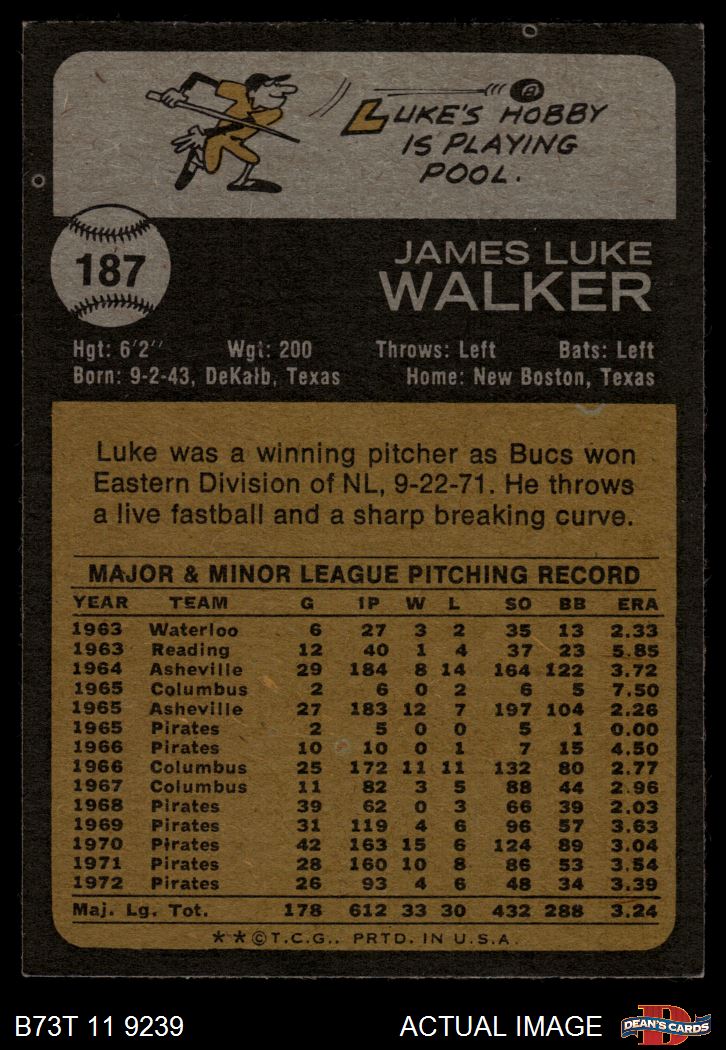 LUKE'S HOBBY
IS PLAYING
POOL.
8
187
JAMES LUKE
WALKER
Hgt: 6'2'' Wgt: 200 Throws: Left Bats: Left
Born: 9-2-43, DeKalb, Texas Home: New Boston, Texas
Luke was a winning pitcher as Bucs won
Eastern Division of NL, 9-22-71. He throws
a live fastball and a sharp breaking curve.
MAJOR & MINOR LEAGUE PITCHING RECORD
YEAR TEAM G IP W L SO BB ERA
1963 Waterloo 6 27 3 2 35 13 2.33
1963 Reading 12 40 1 4 37 23 5.85
1964 Asheville 29 184 8 14 164 122 3.72
1965 Columbus 2 6 0 2 6 5 7.50
1965 Asheville 27 183 12 7 197 104 2.26
1965 Pirates 2 5 0 0 5 1 0.00
1966 Pirates 10 10 0 1 7 15 4.50
1966 Columbus 25 172 11 11 132 80 2.77
1967 Columbus 11 82 3 5 88 44 2.96
1968 Pirates 39 62 0 3 66 39 2.03
1969 Pirates 31 119 4 6 96 57 3.63
1970 Pirates 42 163 15 6 124 89 3.04
1971 Pirates 28 160 10 8 86 53 3.54
1972 Pirates 26 93 4 6 48 34 3.39
Maj. Lg. Tot. 178 612 33 30 432 288 3.24
**©T.C.G., PRTD. IN U.S.A.
B73T 11 9239 ACTUAL IMAGE
D
DEAN'S CARDS